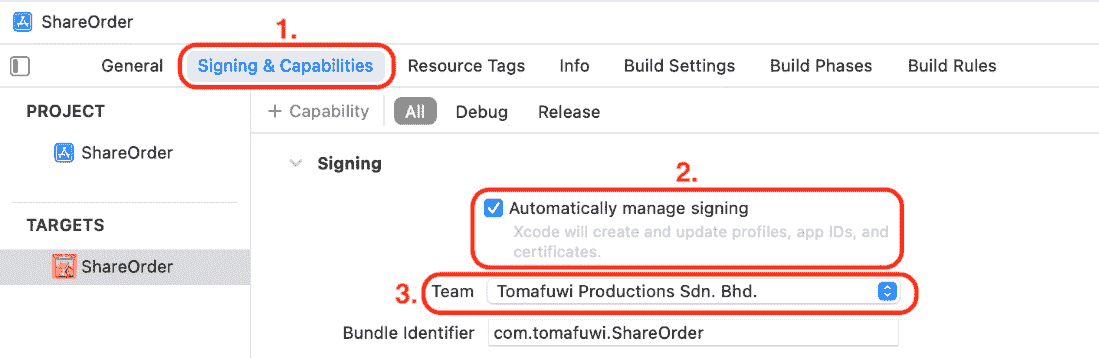 ShareOrder
1.
General Signing & Capabilities Resource Tags Info Build Settings Build Phases Build Rules
PROJECT
+ Capability All Debug Release
ShareOrder
Signing
2.
Automatically manage signing
TARGETS
Xcode will create and update profiles, app IDs, and
certificates.
ShareOrder
3. Team Tomafuwi Productions Sdn. Bhd.
Bundle Identifier com.tomafuwi.ShareOrder